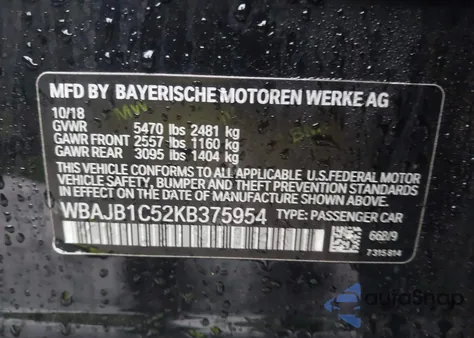 MFD BY BAYERISCHE MOTOREN WERKE AG
10/18
GVWR 5470 lbs 2481 kg
GAWR FRONT 2557 lbs 1160 kg
GAWR REAR 3095 lbs 1404 kg
THIS VEHICLE CONFORMS TO ALL APPLICABLE U.S. FEDERAL MOTOR
VEHICLE SAFETY, BUMPER AND THEFT PREVENTION STANDARDS
IN EFFECT ON THE DATE OF MANUFACTURE SHOWN ABOVE.
WBAJB1C52KB375954 TYPE: PASSENGER CAR
668/9
7315814
autoSnap